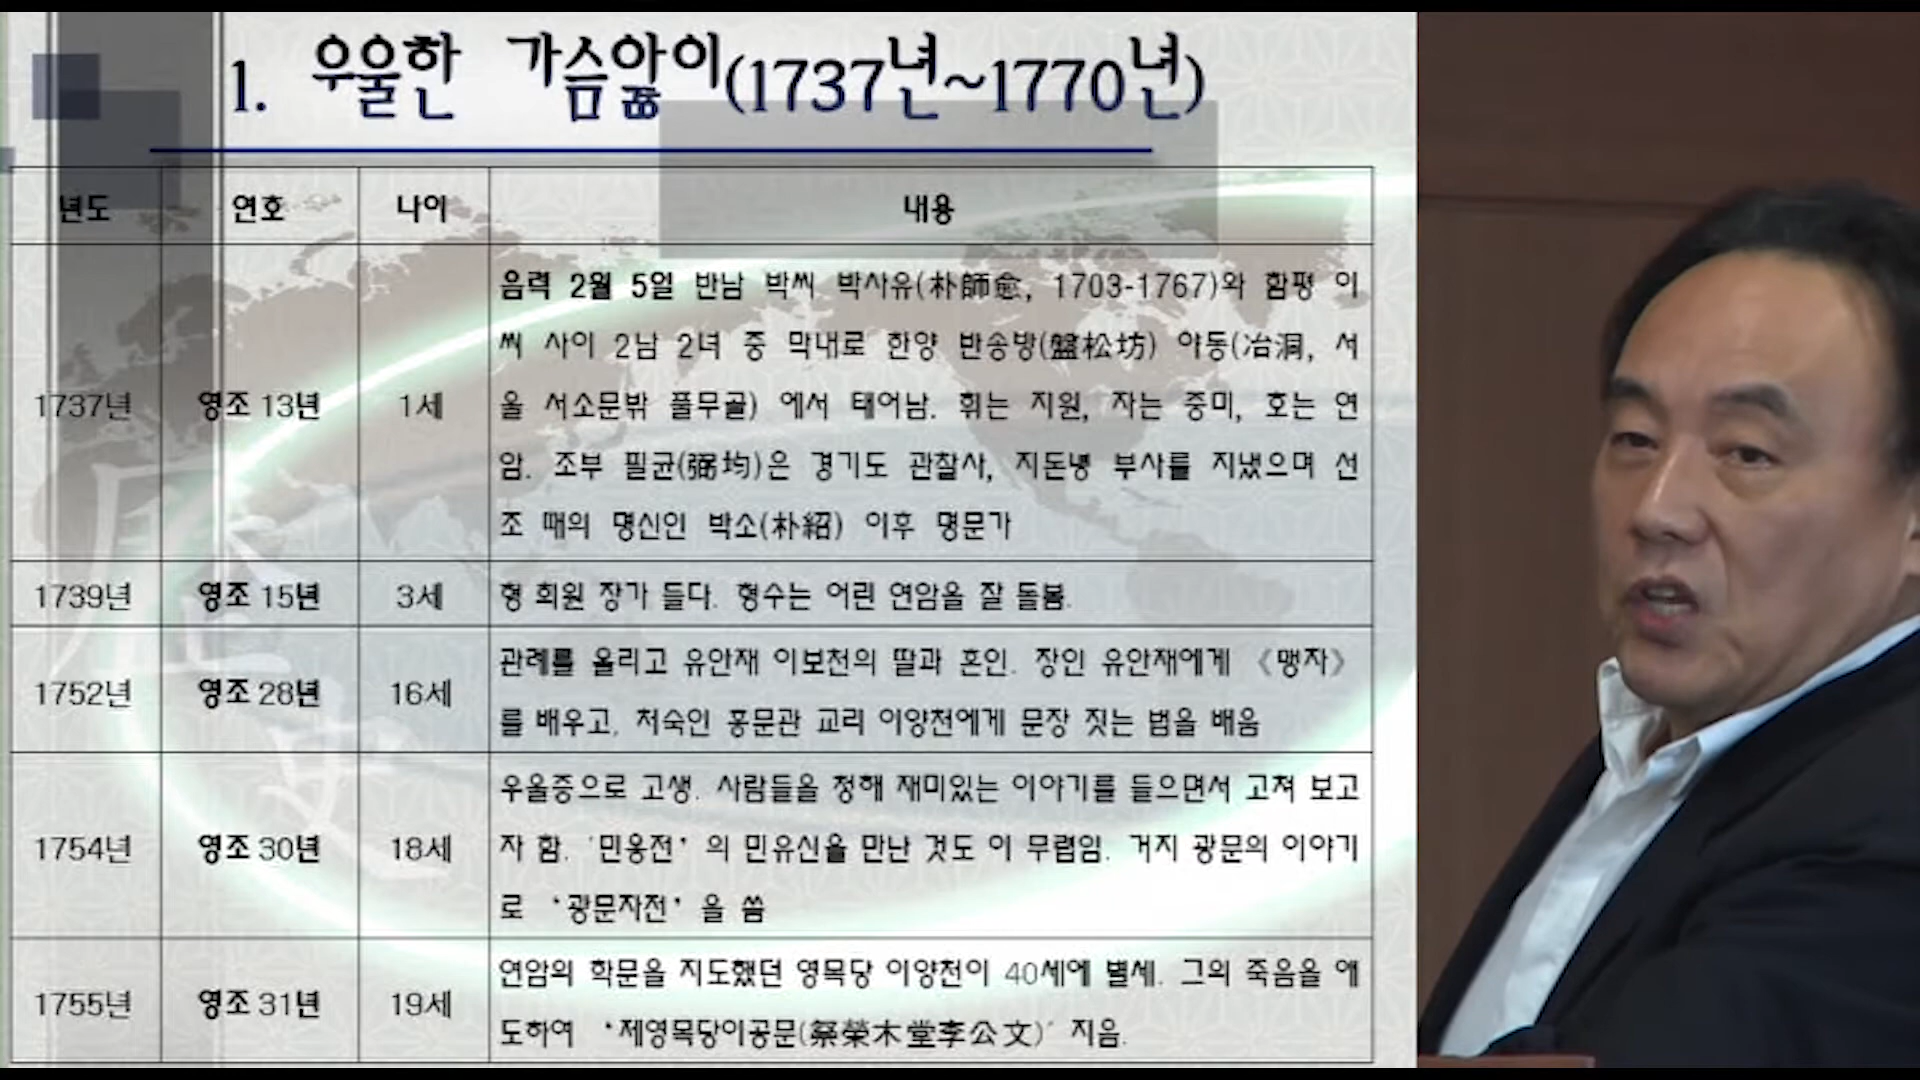 1. 우울한 가슴앓이(1737년~1770년)
년도 연호 나이 내용
1737년 영조 13년 1세
음력 2월 5일 반남 박씨 박사유(朴師愈, 1703-1767)와 함평 이
씨 사이 2남 2녀 중 막내로 한양 반송방(盤松坊) 야동(冶洞, 서
울 서소문밖 풀무골) 에서 태어남. 휘는 지원, 자는 중미, 호는 연
암. 조부 필균(弼均)은 경기도 관찰사, 지돈녕 부사를 지냈으며 선
조 때의 명신인 박소(朴紹) 이후 명문가
1739년 영조 15년 3세 형 희원 장가 들다. 형수는 어린 연암을 잘 돌봄.
1752년 영조 28년 16세
관례를 올리고 유안재 이보천의 딸과 혼인. 장인 유안재에게 《맹자》
를 배우고, 처숙인 홍문관 교리 이양천에게 문장 짓는 법을 배움
1754년 영조 30년 18세
우울증으로 고생. 사람들을 청해 재미있는 이야기를 들으면서 고쳐 보고
자 함. '민옹전' 의 민유신을 만난 것도 이 무렵임. 거지 광문의 이야기
로 '광문자전' 을 씀
1755년 영조 31년 19세
연암의 학문을 지도했던 영목당 이양천이 40세에 별세. 그의 죽음을 애
도하여 '제영목당이공문(祭榮木堂李公文)' 지음.